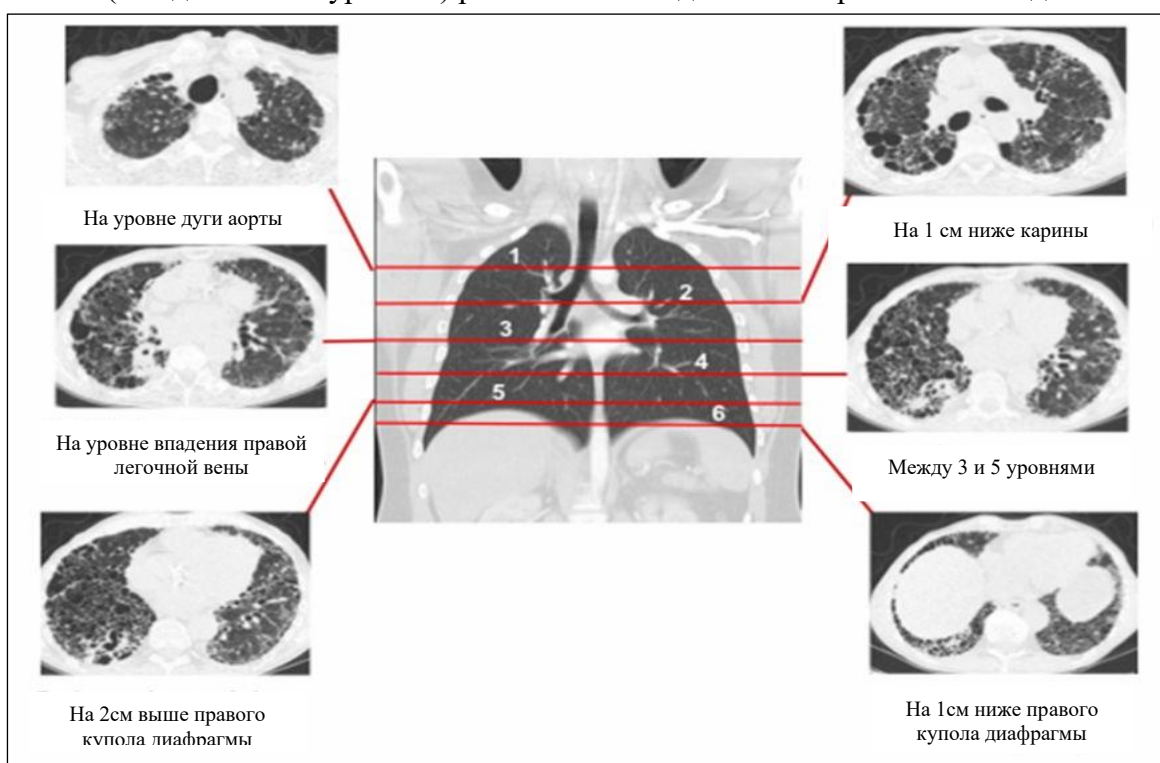 На уровне дуги аорты
На 1 см ниже карины
1
2
3
4
5
6
На уровне впадения правой
легочной вены
Между 3 и 5 уровнями
На 2см выше правого
купола диафрагмы
На 1см ниже правого
купола диафрагмы